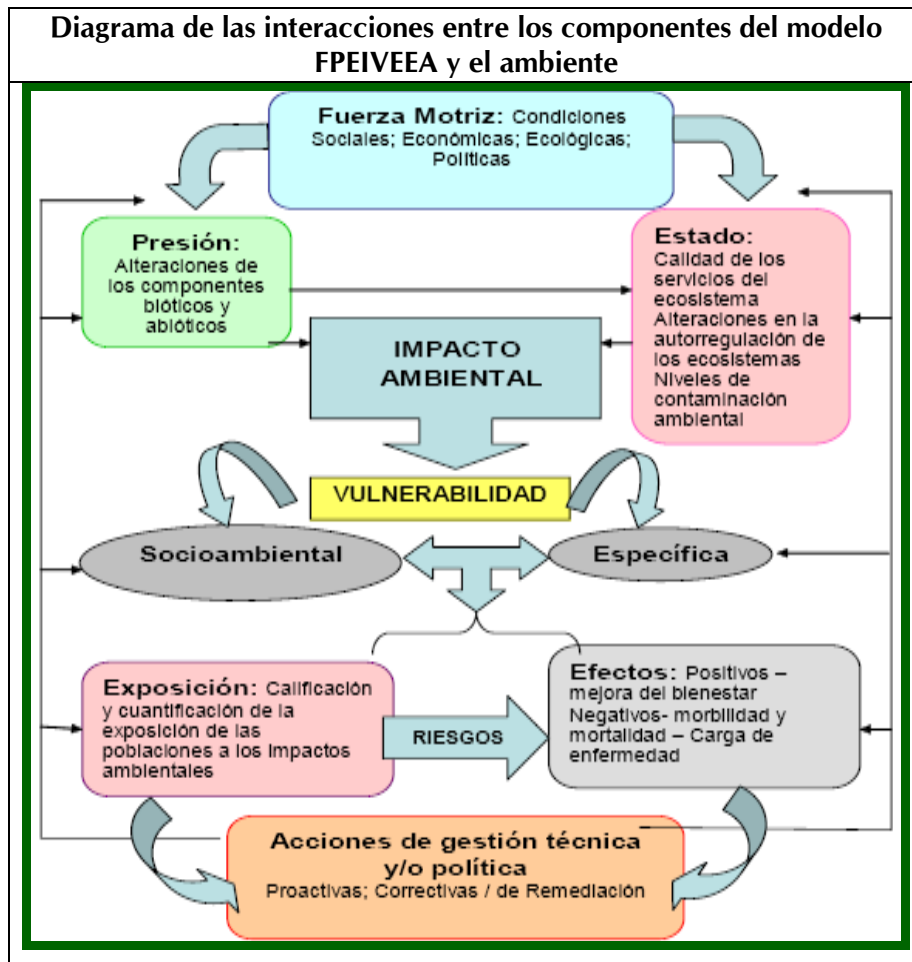 Diagrama de las interacciones entre los componentes del modelo
FPEIVEEA y el ambiente
Fuerza Motriz: Condiciones
Sociales; Económicas; Ecológicas;
Políticas
Presión:
Alteraciones de
los componentes
bióticos y
abióticos
Estado:
Calidad de los
servicios del
ecosistema
Alteraciones en la
autorregulación de
los ecosistemas
Niveles de
contaminación
ambiental
IMPACTO
AMBIENTAL
VULNERABILIDAD
Socioambiental
Específica
Exposición: Calificación
y cuantificación de la
exposición de las
poblaciones a los impactos
ambientales
RIESGOS
Efectos: Positivos –
mejora del bienestar
Negativos- morbilidad y
mortalidad – Carga de
enfermedad
Acciones de gestión técnica
y/o política
Proactivas; Correctivas / de Remediación